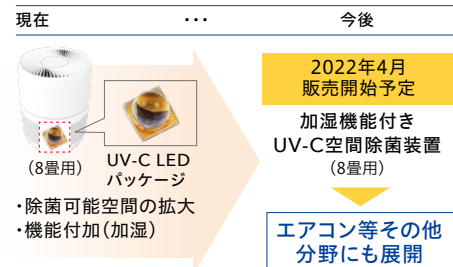 現在 ・・・ 今後
(8畳用)
UV-C LED
パッケージ
・除菌可能空間の拡大
・機能付加(加湿)
2022年4月
販売開始予定
加湿機能付き
UV-C空間除菌装置
(8畳用)
エアコン等その他
分野にも展開